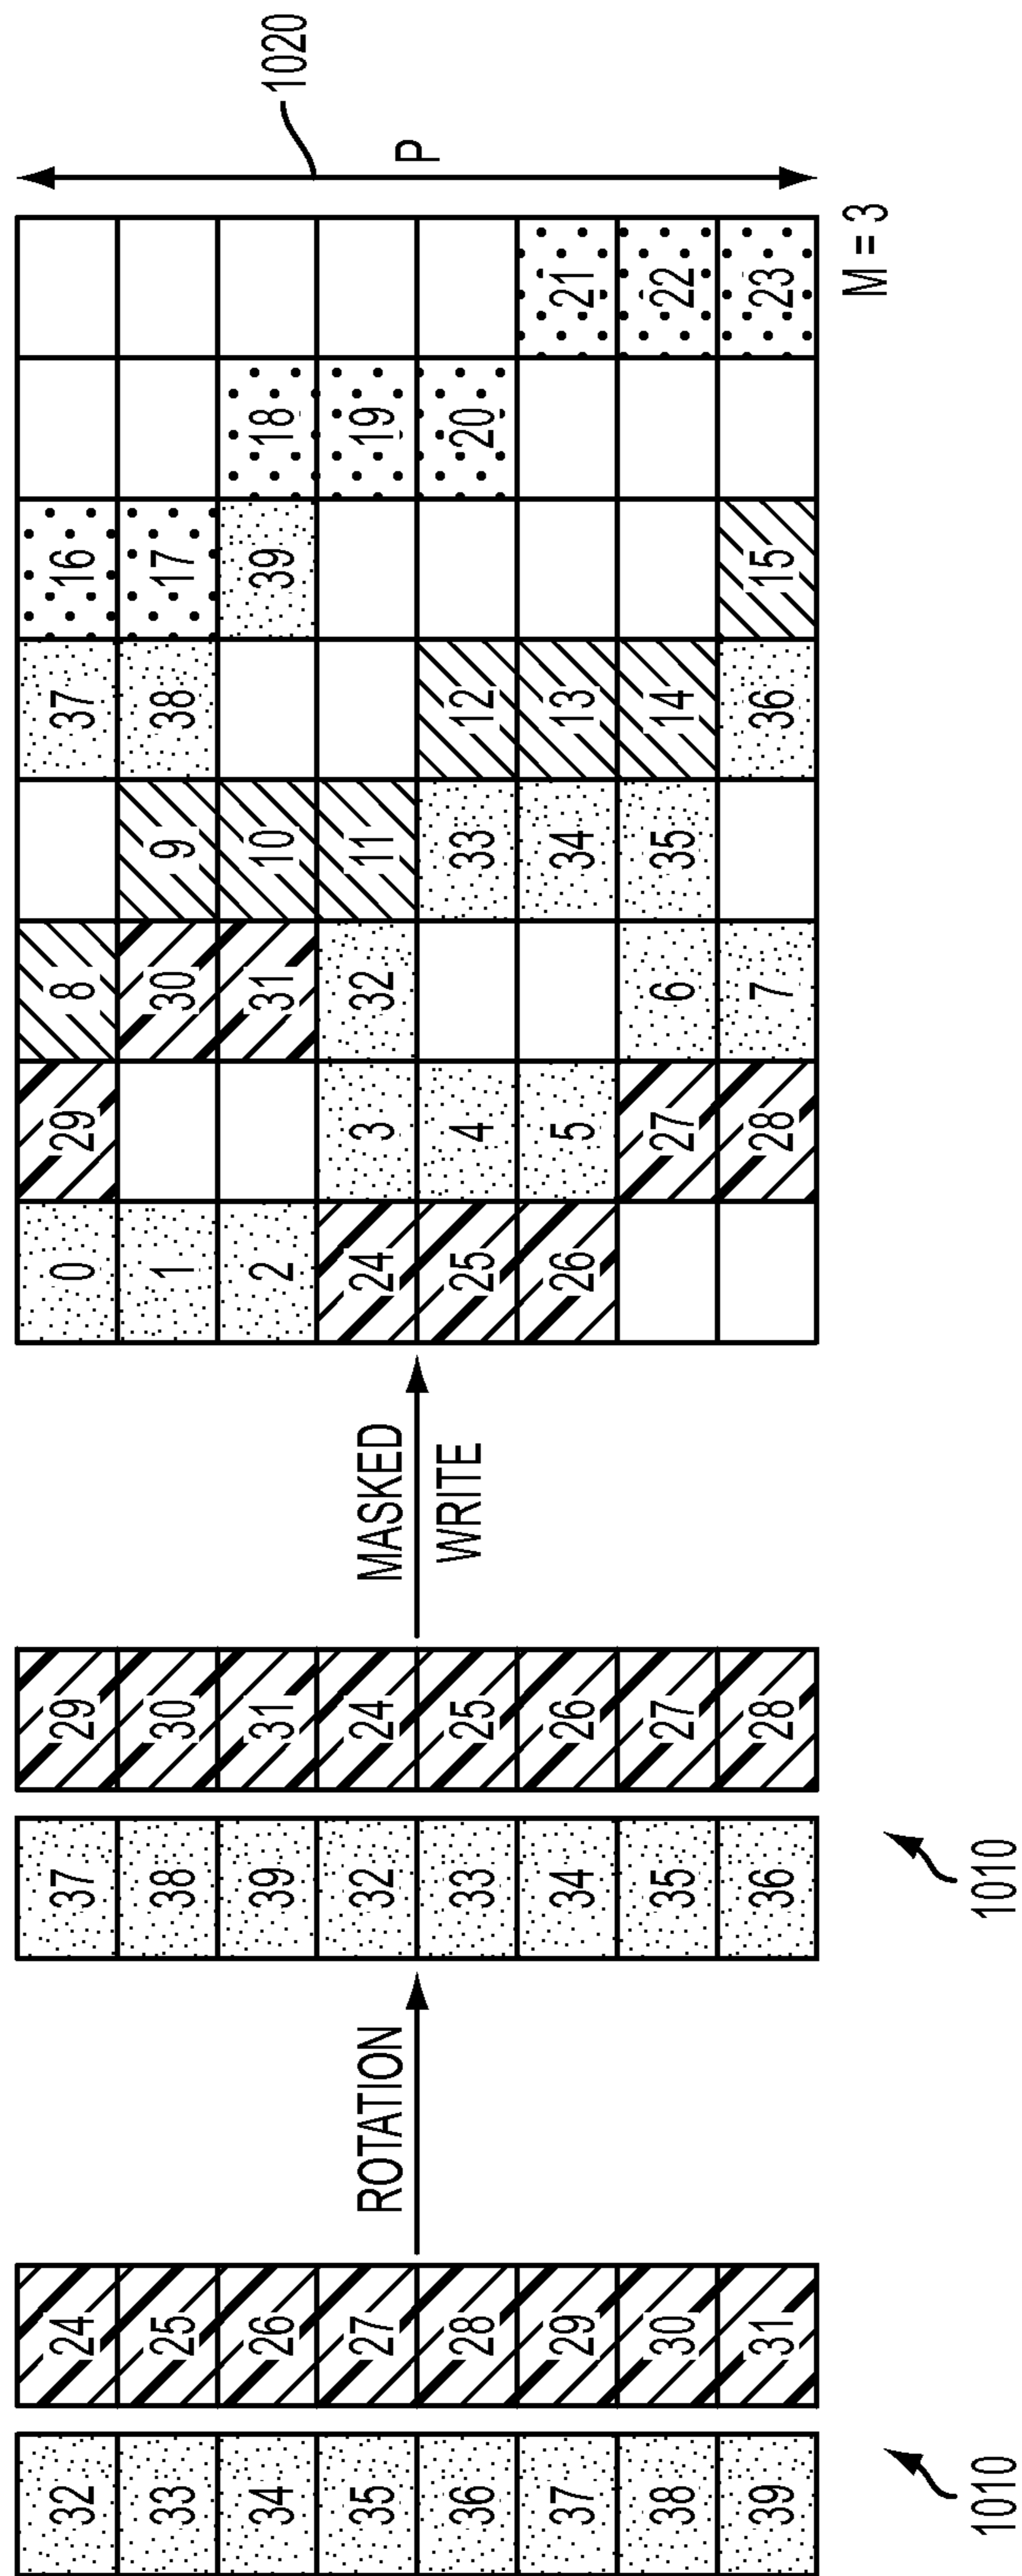 32 24 37 29 0 29 8 37 16
33 25 38 30 1 30 9 38 17
34 26 39 31 2 31 10 39 18 1020
35 27 ROTATION 32 24 MASKED 24 3 32 11 19
P
36 28 33 25 WRITE 25 4 33 12 20
37 29 34 26 26 5 34 13 21
38 30 35 27 27 6 35 14 22
39 31 36 28 28 7 36 15 23
M = 3
1010 1010